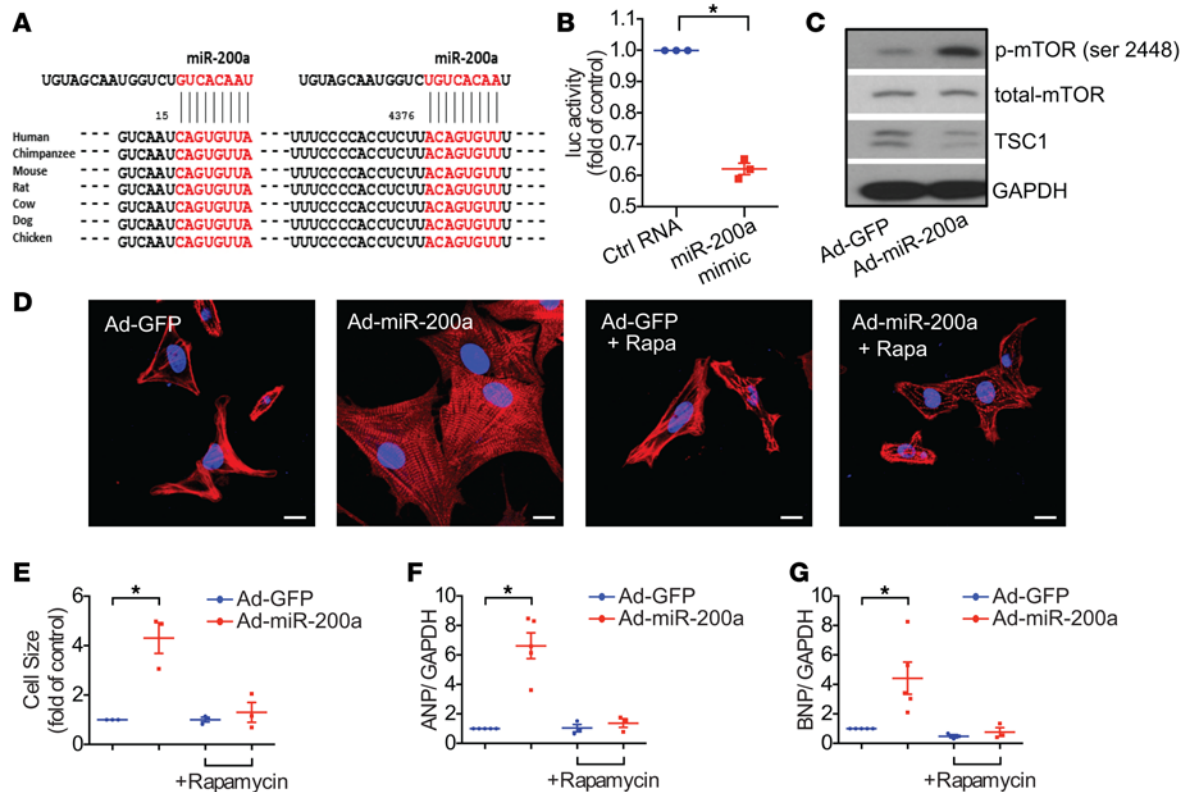 A
miR-200a miR-200a
UGUAGCAAUGGUCUGUCACAAU UGUAGCAAUGGUCUGUCACAAU
15 4376
Human ---- GUCAAUCAGUGUUA --- UUUCCCCACCUCUUACAGUGUUU ---
Chimpanzee ---- GUCAAUCAGUGUUA --- UUUCCCCACCUCUUACAGUGUUU ---
Mouse ---- GUCAAUCAGUGUUA --- UUUCCCCACCUCUUACAGUGUUU ---
Rat ---- GUCAAUCAGUGUUA --- UUUCCCCACCUCUUACAGUGUUU ---
Cow ---- GUCAAUCAGUGUUA --- UUUCCCCACCUCUUACAGUGUUU ---
Dog ---- GUCAAUCAGUGUUA --- UUUCCCCACCUCUUACAGUGUUU ---
Chicken ---- GUCAAUCAGUGUUA --- UUUCCCCACCUCUUACAGUGUUU ---
B
luc activity
(fold of control)
*
1.1
1.0
0.9
0.8
0.7
0.6
0.5
Ctrl RNA
miR-200a
mimic
C
p-mTOR (ser 2448)
total-mTOR
TSC1
GAPDH
Ad-GFP
Ad-miR-200a
D
Ad-GFP
Ad-miR-200a
Ad-GFP
+ Rapa
Ad-miR-200a
+ Rapa
E
Cell Size
(fold of control)
6
4
2
0
*
Ad-GFP
Ad-miR-200a
+Rapamycin
F
ANP/ GAPDH
10
8
6
4
2
0
*
Ad-GFP
Ad-miR-200a
+Rapamycin
G
BNP/ GAPDH
10
8
6
4
2
0
*
Ad-GFP
Ad-miR-200a
+Rapamycin